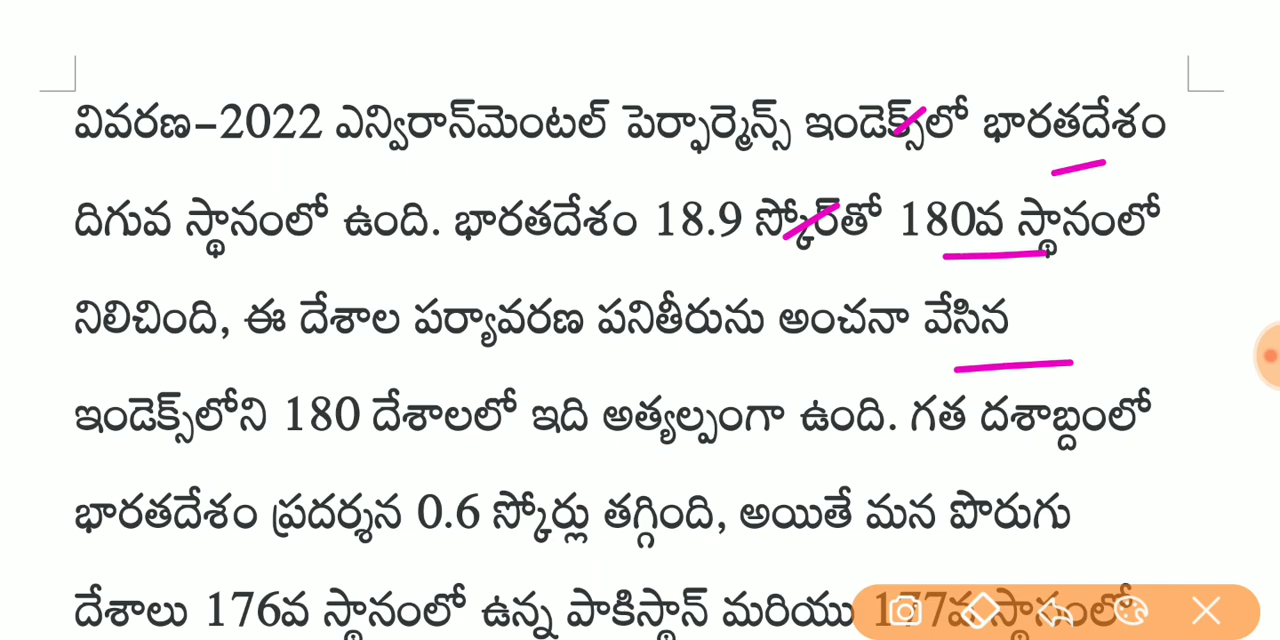 వివరణ–2022 ఎన్విరాన్‌మెంటల్ పెర్ఫార్మెన్స్ ఇండెక్స్‌లో భారతదేశం
దిగువ స్థానంలో ఉంది. భారతదేశం 18.9 స్కోర్‌తో 180వ స్థానంలో
నిలిచింది, ఈ దేశాల పర్యావరణ పనితీరును అంచనా వేసిన
ఇండెక్స్‌లోని 180 దేశాలలో ఇది అత్యల్పంగా ఉంది. గత దశాబ్దంలో
భారతదేశం ప్రదర్శన 0.6 స్కోర్లు తగ్గింది, అయితే మన పొరుగు
దేశాలు 176వ స్థానంలో ఉన్న పాకిస్థాన్ మరియు 177వ స్థానంలో